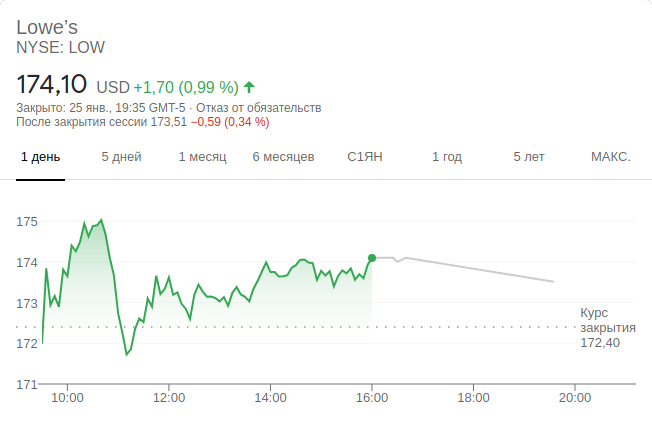 Lowe's
NYSE: LOW
174,10 USD +1,70 (0,99 %)
Закрыто: 25 янв., 19:35 GMT-5 · Отказ от обязательств
После закрытия сессии 173,51 −0,59 (0,34 %)
1 день 5 дней 1 месяц 6 месяцев С1ЯН 1 год 5 лет МАКС.
175
174
173
Курс
закрытия
172,40
172
171
10:00 12:00 14:00 16:00 18:00 20:00